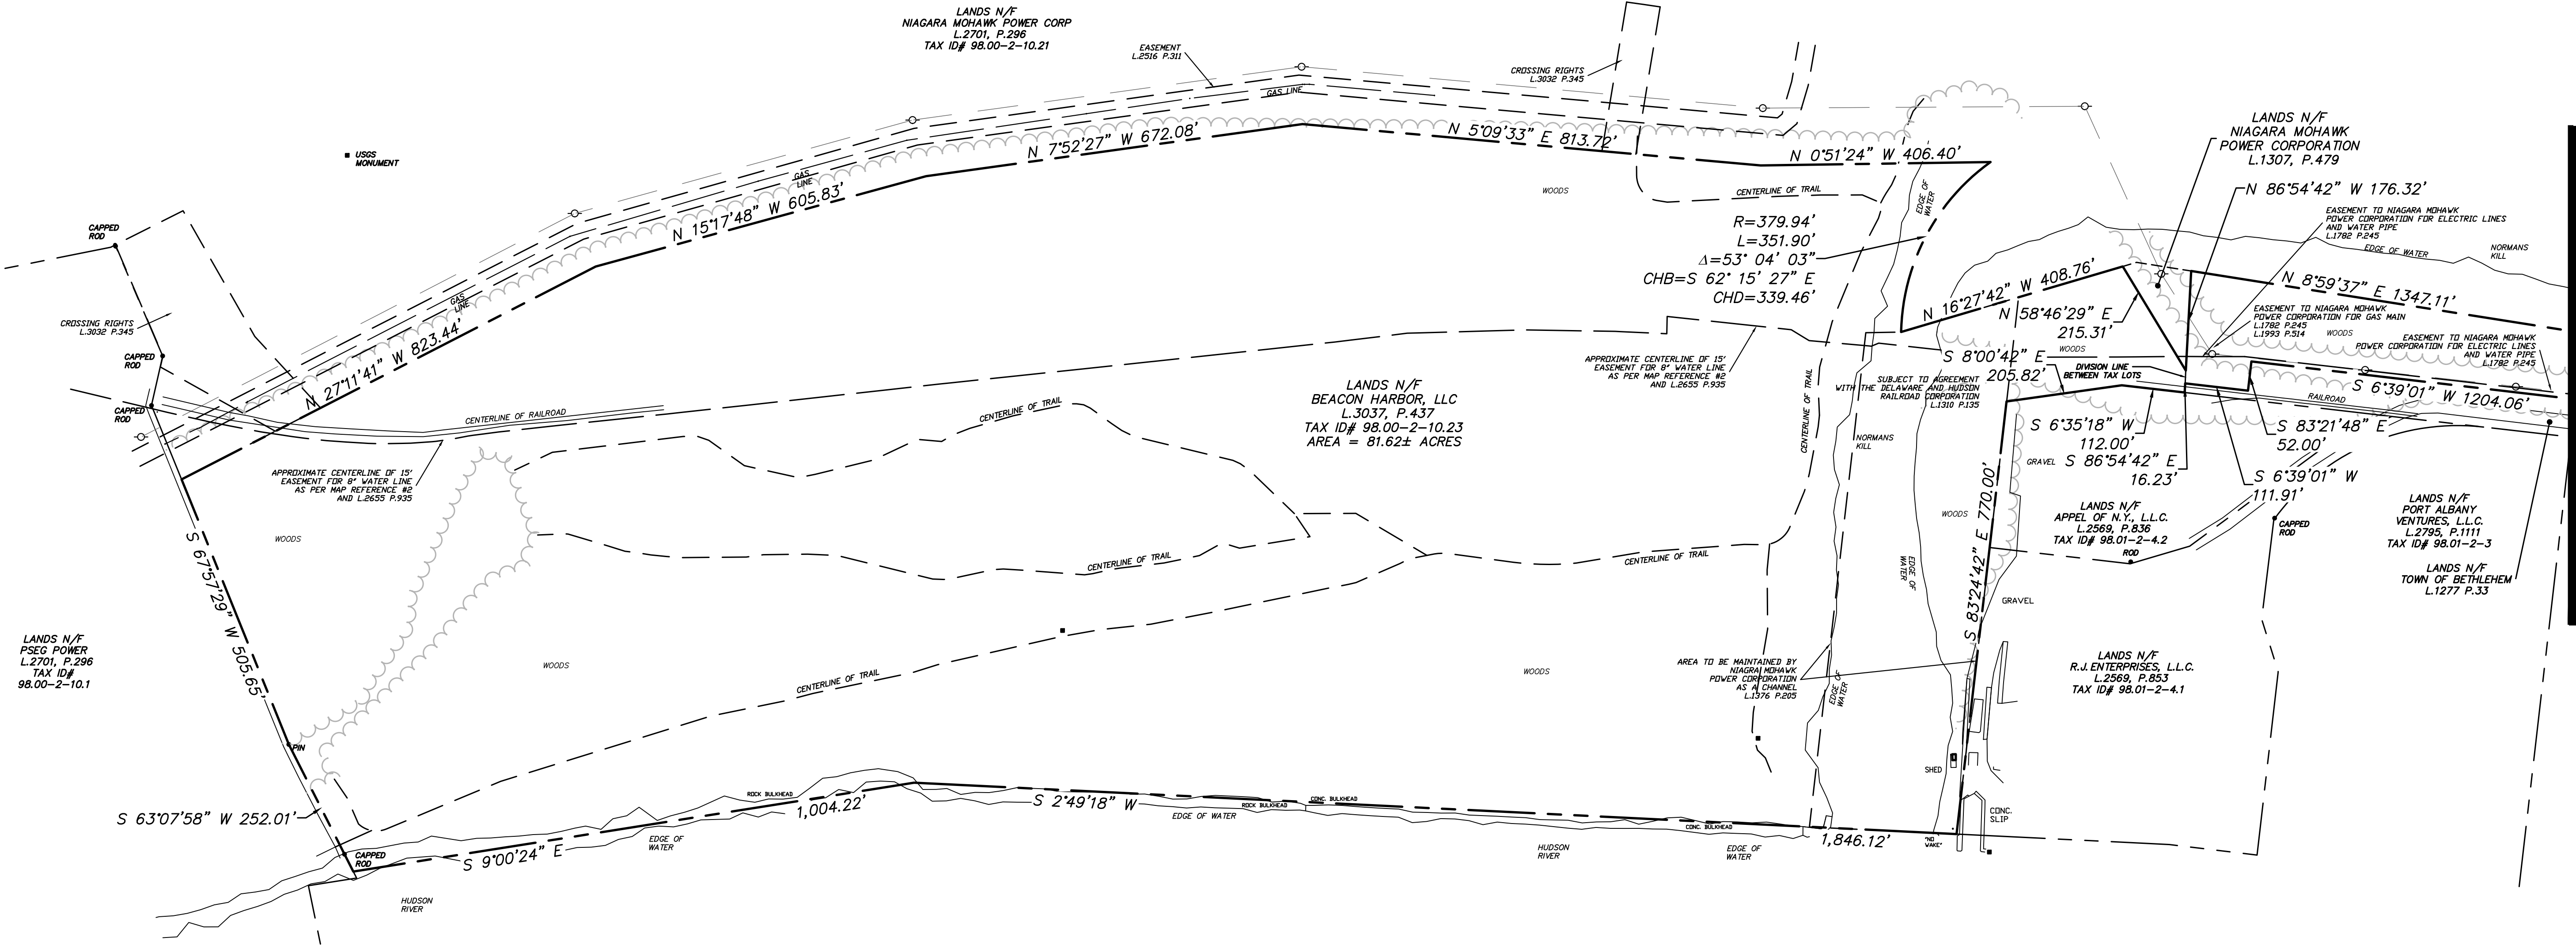 LANDS N/F
NIAGARA MOHAWK POWER CORP
L.2701, P.296
TAX ID# 98.00-2-10.21
EASEMENT
L.2516 P.311
CROSSING RIGHTS
L.3032 P.345
GAS LINE
USGS
MONUMENT
N 7°52'27" W 672.08'
N 5°09'33" E 813.72'
N 0°51'24" W 406.40'
LANDS N/F
NIAGARA MOHAWK
POWER CORPORATION
L.1307, P.479
N 86°54'42" W 176.32'
EASEMENT TO NIAGARA MOHAWK
POWER CORPORATION FOR ELECTRIC LINES
AND WATER PIPE
L.1782 P.245
EDGE OF WATER
NORMANS
KILL
GAS
LINE
N 15°17'48" W 605.83'
WOODS
CENTERLINE OF TRAIL
EDGE OF
WATER
R=379.94'
L=351.90'
Δ=53° 04' 03"
CHB=S 62° 15' 27" E
CHD=339.46'
CAPPED
ROD
CROSSING RIGHTS
L.3032 P.345
CAPPED
ROD
CAPPED
ROD
GAS
LINE
N 27°11'41" W 823.44'
CENTERLINE OF RAILROAD
N 16°27'42" W 408.76'
N 58°46'29" E
215.31'
N 8°59'37" E 1347.11'
EASEMENT TO NIAGARA MOHAWK
POWER CORPORATION FOR GAS MAIN
L.1782 P.245
L.1993 P.514
WOODS
EASEMENT TO NIAGARA MOHAWK
POWER CORPORATION FOR ELECTRIC LINES
AND WATER PIPE
L.1782 P.245
WOODS
S 8°00'42" E
205.82'
DIVISION LINE
BETWEEN TAX LOTS
SUBJECT TO AGREEMENT
WITH THE DELAWARE AND HUDSON
RAILROAD CORPORATION
L.1310 P.135
S 6°39'01" W 1204.06'
RAILROAD
APPROXIMATE CENTERLINE OF 15'
EASEMENT FOR 8" WATER LINE
AS PER MAP REFERENCE #2
AND L.2655 P.935
LANDS N/F
BEACON HARBOR, LLC
L.3037, P.437
TAX ID# 98.00-2-10.23
AREA = 81.62± ACRES
CENTERLINE OF TRAIL
CENTERLINE OF TRAIL
NORMANS
KILL
S 6°35'18" W
112.00'
S 86°54'42" E
16.23'
S 83°21'48" E
52.00'
S 6°39'01" W
111.91'
GRAVEL
APPROXIMATE CENTERLINE OF 15'
EASEMENT FOR 8" WATER LINE
AS PER MAP REFERENCE #2
AND L.2655 P.935
WOODS
WOODS
LANDS N/F
APPEL OF N.Y., L.L.C.
L.2569, P.836
TAX ID# 98.01-2-4.2
ROD
CAPPED
ROD
LANDS N/F
PORT ALBANY
VENTURES, L.L.C.
L.2795, P.1111
TAX ID# 98.01-2-3
LANDS N/F
TOWN OF BETHLEHEM
L.1277 P.33
S 67°57'29" W 505.65'
CENTERLINE OF TRAIL
CENTERLINE OF TRAIL
EDGE OF
WATER
S 83°24'42" E 770.00'
GRAVEL
LANDS N/F
PSEG POWER
L.2701, P.296
TAX ID#
98.00-2-10.1
WOODS
CENTERLINE OF TRAIL
WOODS
AREA TO BE MAINTAINED BY
NIAGRA MOHAWK
POWER CORPORATION
AS A CHANNEL
L.1376 P.205
EDGE OF
WATER
LANDS N/F
R.J. ENTERPRISES, L.L.C.
L.2569, P.853
TAX ID# 98.01-2-4.1
PIN
SHED
S 63°07'58" W 252.01'
ROCK BULKHEAD
1,004.22'
S 2°49'18" W
ROCK BULKHEAD
CONC. BULKHEAD
EDGE OF WATER
CONC. BULKHEAD
1,846.12'
"NO
WAKE"
CONC.
SLIP
CAPPED
ROD
S 9°00'24" E
EDGE OF
WATER
HUDSON
RIVER
EDGE OF
WATER
HUDSON
RIVER